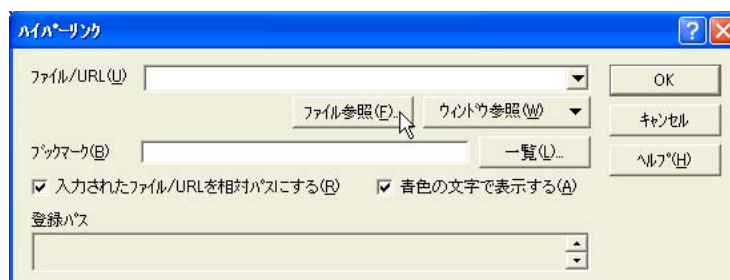 ハイパーリンク
ファイル/URL(U)
OK
ファイル参照(F)...
ウィンドウ参照(W)
キャンセル
ブックマーク(B)
一覧(L)...
ヘルプ(H)
入力されたファイル/URLを相対パスにする(R)
青色の文字で表示する(A)
登録パス